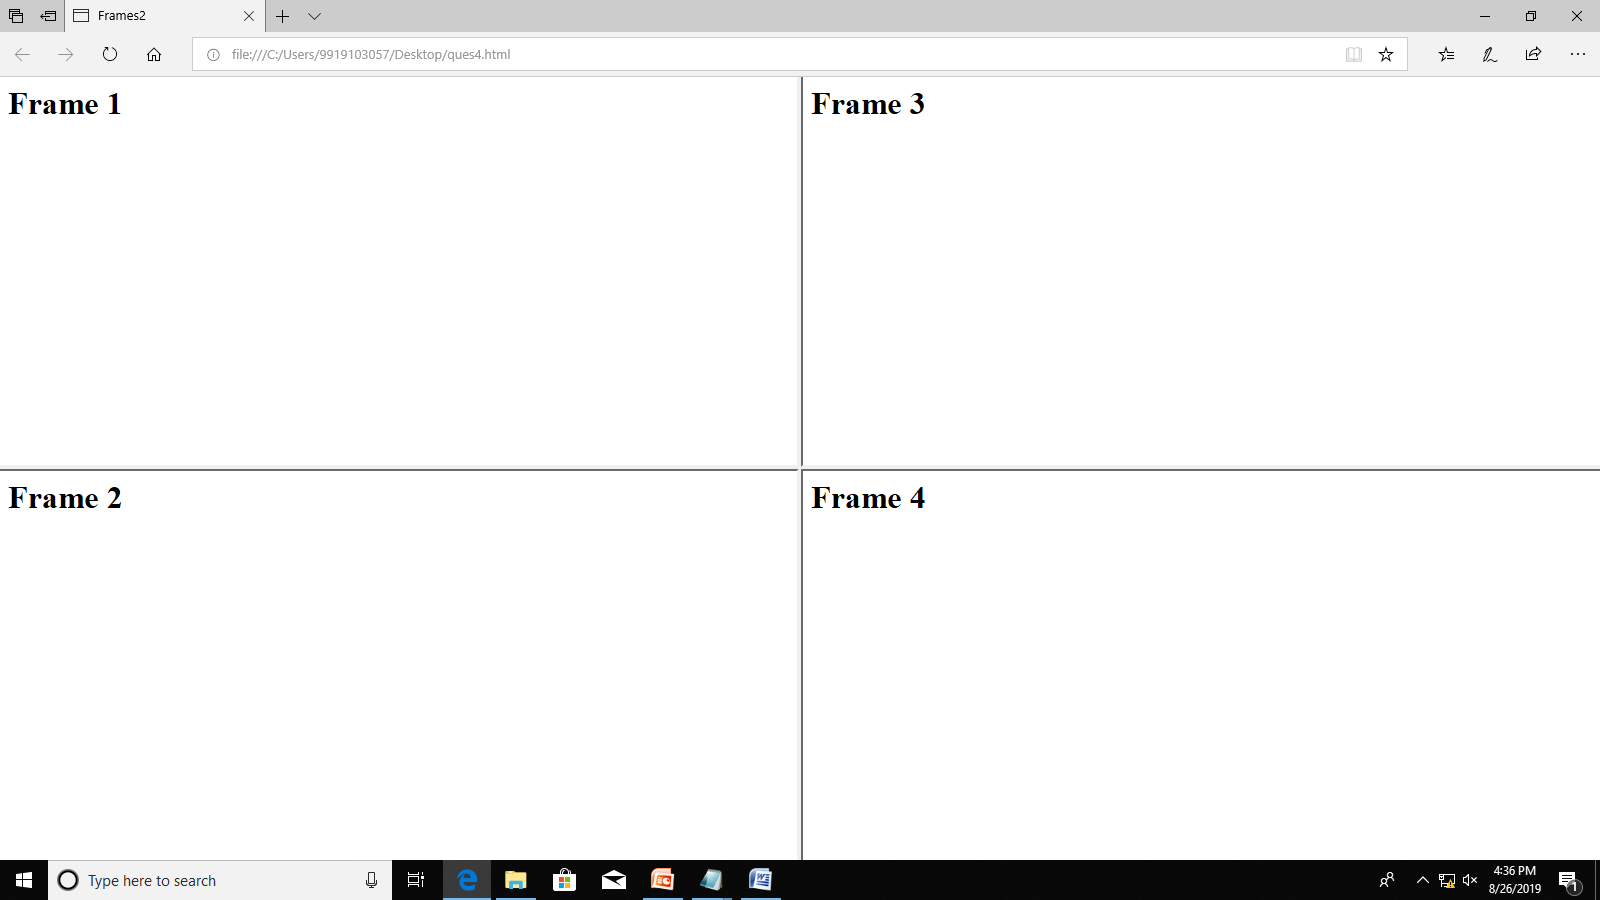 Frames2
file:///C:/Users/9919103057/Desktop/ques4.html
Frame 1
Frame 3
Frame 2
Frame 4
Type here to search
4:36 PM
8/26/2019
1